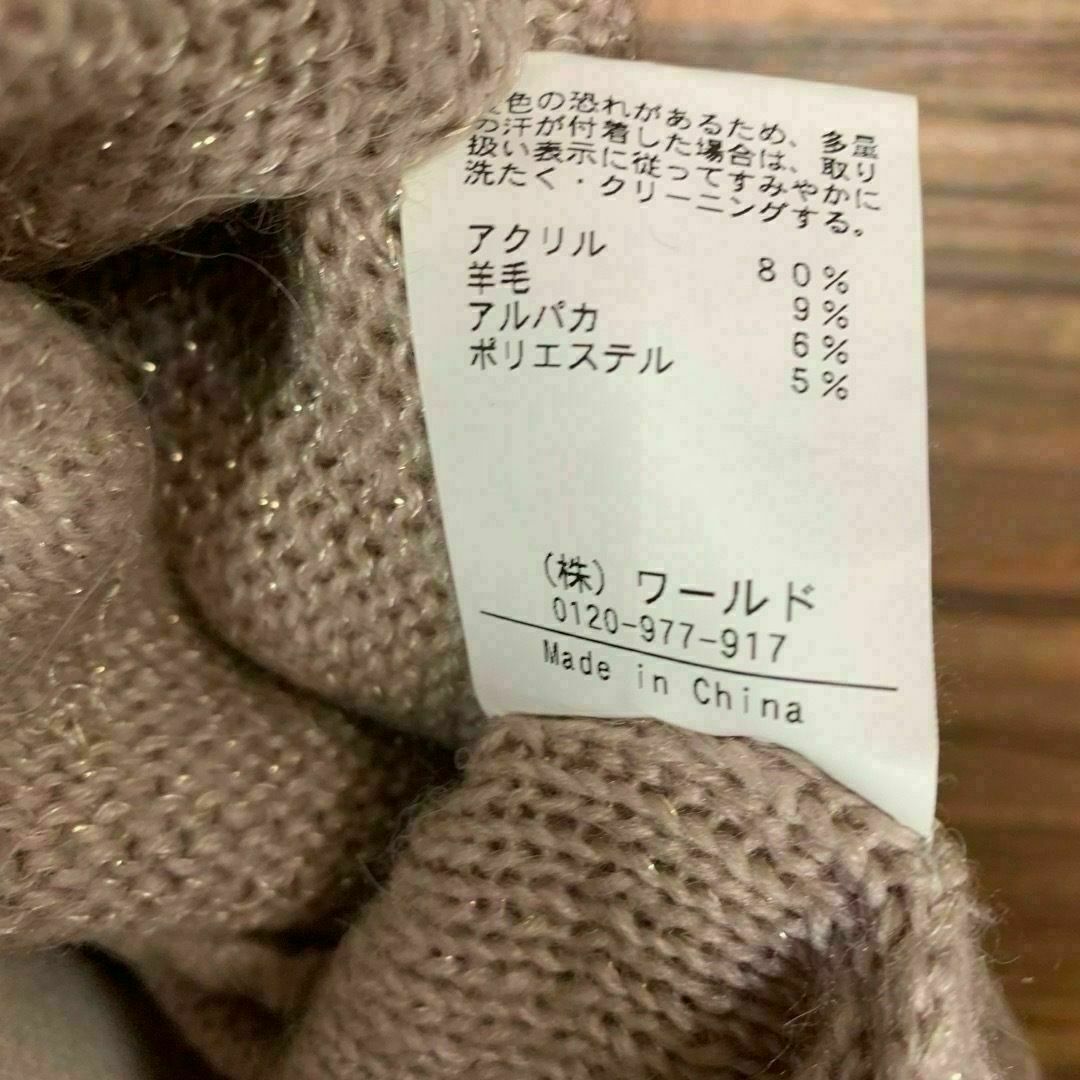 色の恐れがあるため、多量
の汗が付着した場合は、取り
扱い表示に従ってすみやかに
洗たく・クリーニングする。
アクリル 80%
羊毛 9%
アルパカ 6%
ポリエステル 5%
(株)ワールド
0120-977-917
Made in China